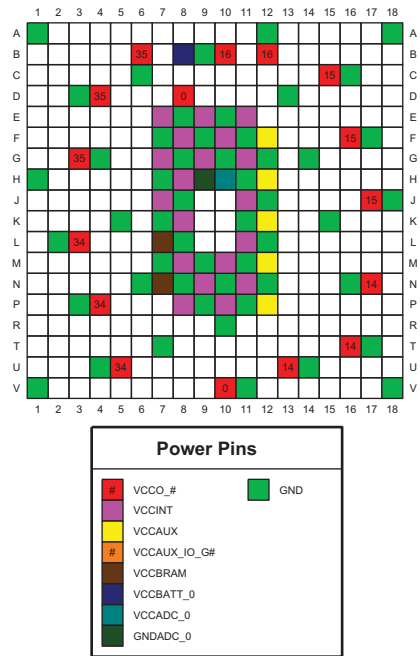 1 2 3 4 5 6 7 8 9 10 11 12 13 14 15 16 17 18
A A
B 35 16 16 B
C 15 C
D 35 0 D
E E
F 15 F
G 35 G
H H
J 17 J
K K
L 34 L
M M
N 14 N
P 34 P
R R
T 14 T
U 34 14 U
V 0 V
1 2 3 4 5 6 7 8 9 10 11 12 13 14 15 16 17 18
Power Pins
# VCCO_# GND
VCCINT
VCCAUX
# VCCAUX_IO_G#
VCCBRAM
VCCBATT_0
VCCADC_0
GNDADC_0